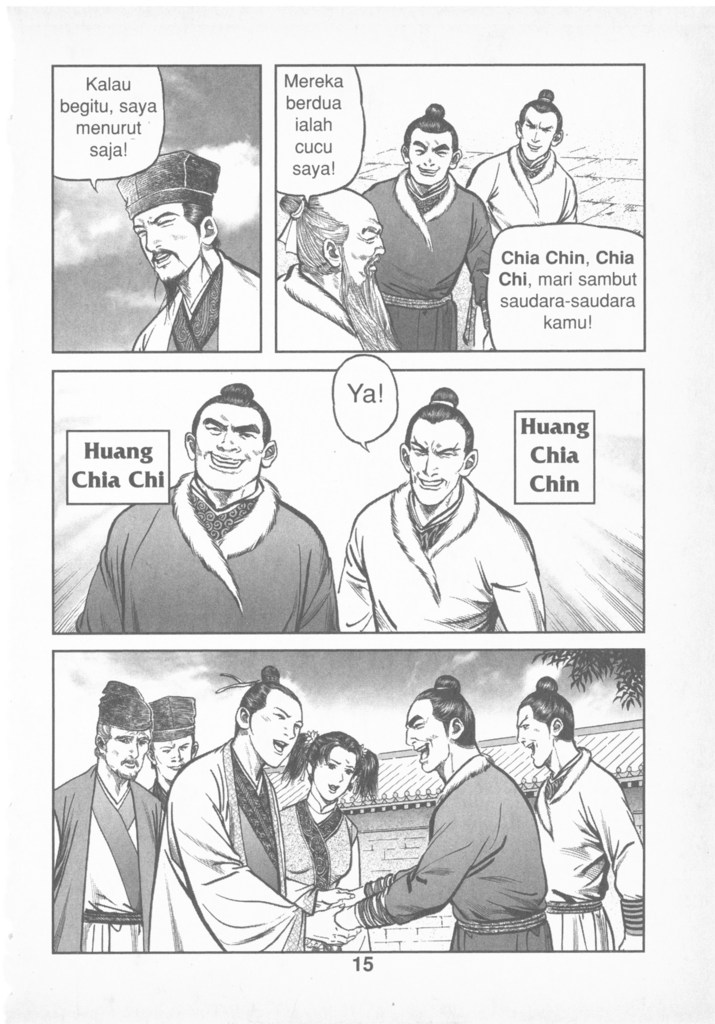 Kalau
begitu, saya
menurut
saja!
Mereka
berdua
ialah
cucu
saya!
Chia Chin, Chia
Chi, mari sambut
saudara-saudara
kamu!
Ya!
Huang
Chia Chi
Huang
Chia
Chin
15